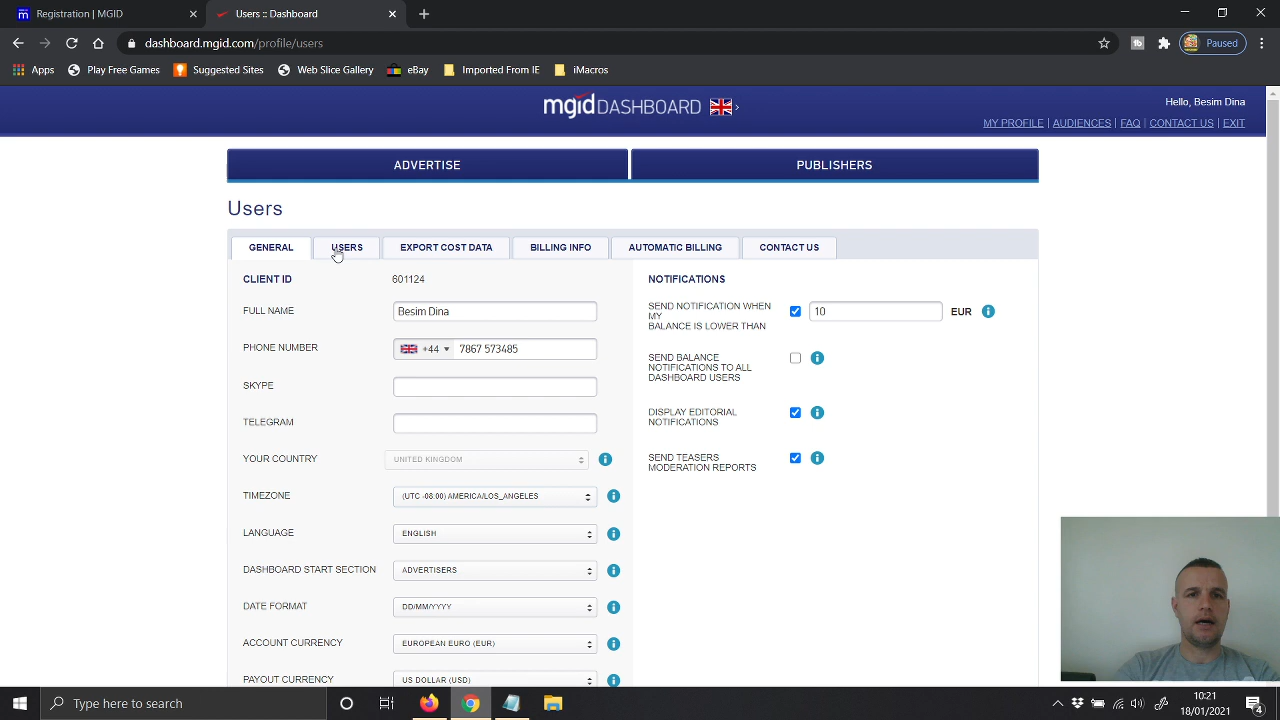 Registration | MGID
Users :: Dashboard
dashboard.mgid.com/profile/users
Paused
Apps
Play Free Games
Suggested Sites
Web Slice Gallery
eBay
Imported From IE
iMacros
mgid DASHBOARD
Hello, Besim Dina
MY PROFILE | AUDIENCES | FAQ | CONTACT US | EXIT
ADVERTISE
PUBLISHERS
Users
GENERAL
USERS
EXPORT COST DATA
BILLING INFO
AUTOMATIC BILLING
CONTACT US
CLIENT ID 601124
FULL NAME Besim Dina
PHONE NUMBER +44 7867 573485
SKYPE
TELEGRAM
YOUR COUNTRY UNITED KINGDOM
TIMEZONE (UTC -08:00) AMERICA/LOS_ANGELES
LANGUAGE ENGLISH
DASHBOARD START SECTION ADVERTISERS
DATE FORMAT DD/MM/YYYY
ACCOUNT CURRENCY EUROPEAN EURO (EUR)
PAYOUT CURRENCY US DOLLAR (USD)
NOTIFICATIONS
SEND NOTIFICATION WHEN
MY
BALANCE IS LOWER THAN
10 EUR
SEND BALANCE
NOTIFICATIONS TO ALL
DASHBOARD USERS
DISPLAY EDITORIAL
NOTIFICATIONS
SEND TEASERS
MODERATION REPORTS
Type here to search
10:21
18/01/2021
4